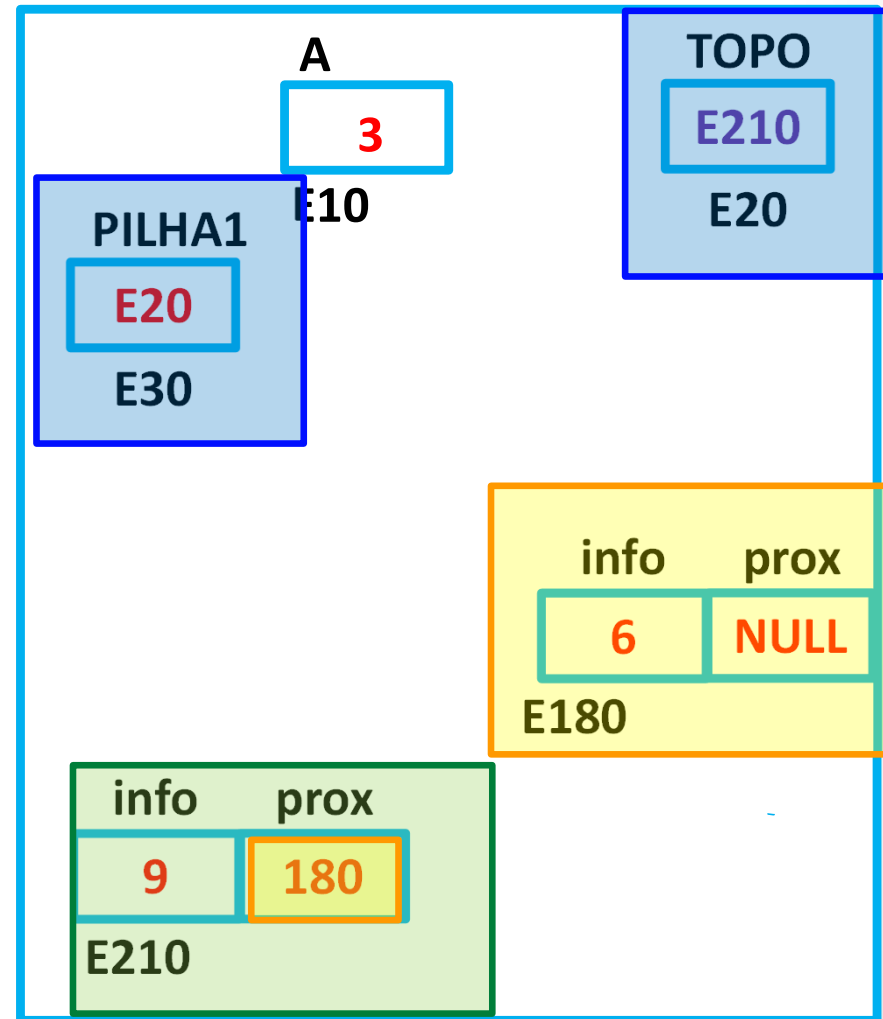 A
3
E10
TOPO
E210
E20
PILHA1
E20
E30
info prox
6 NULL
E180
info prox
9 180
E210